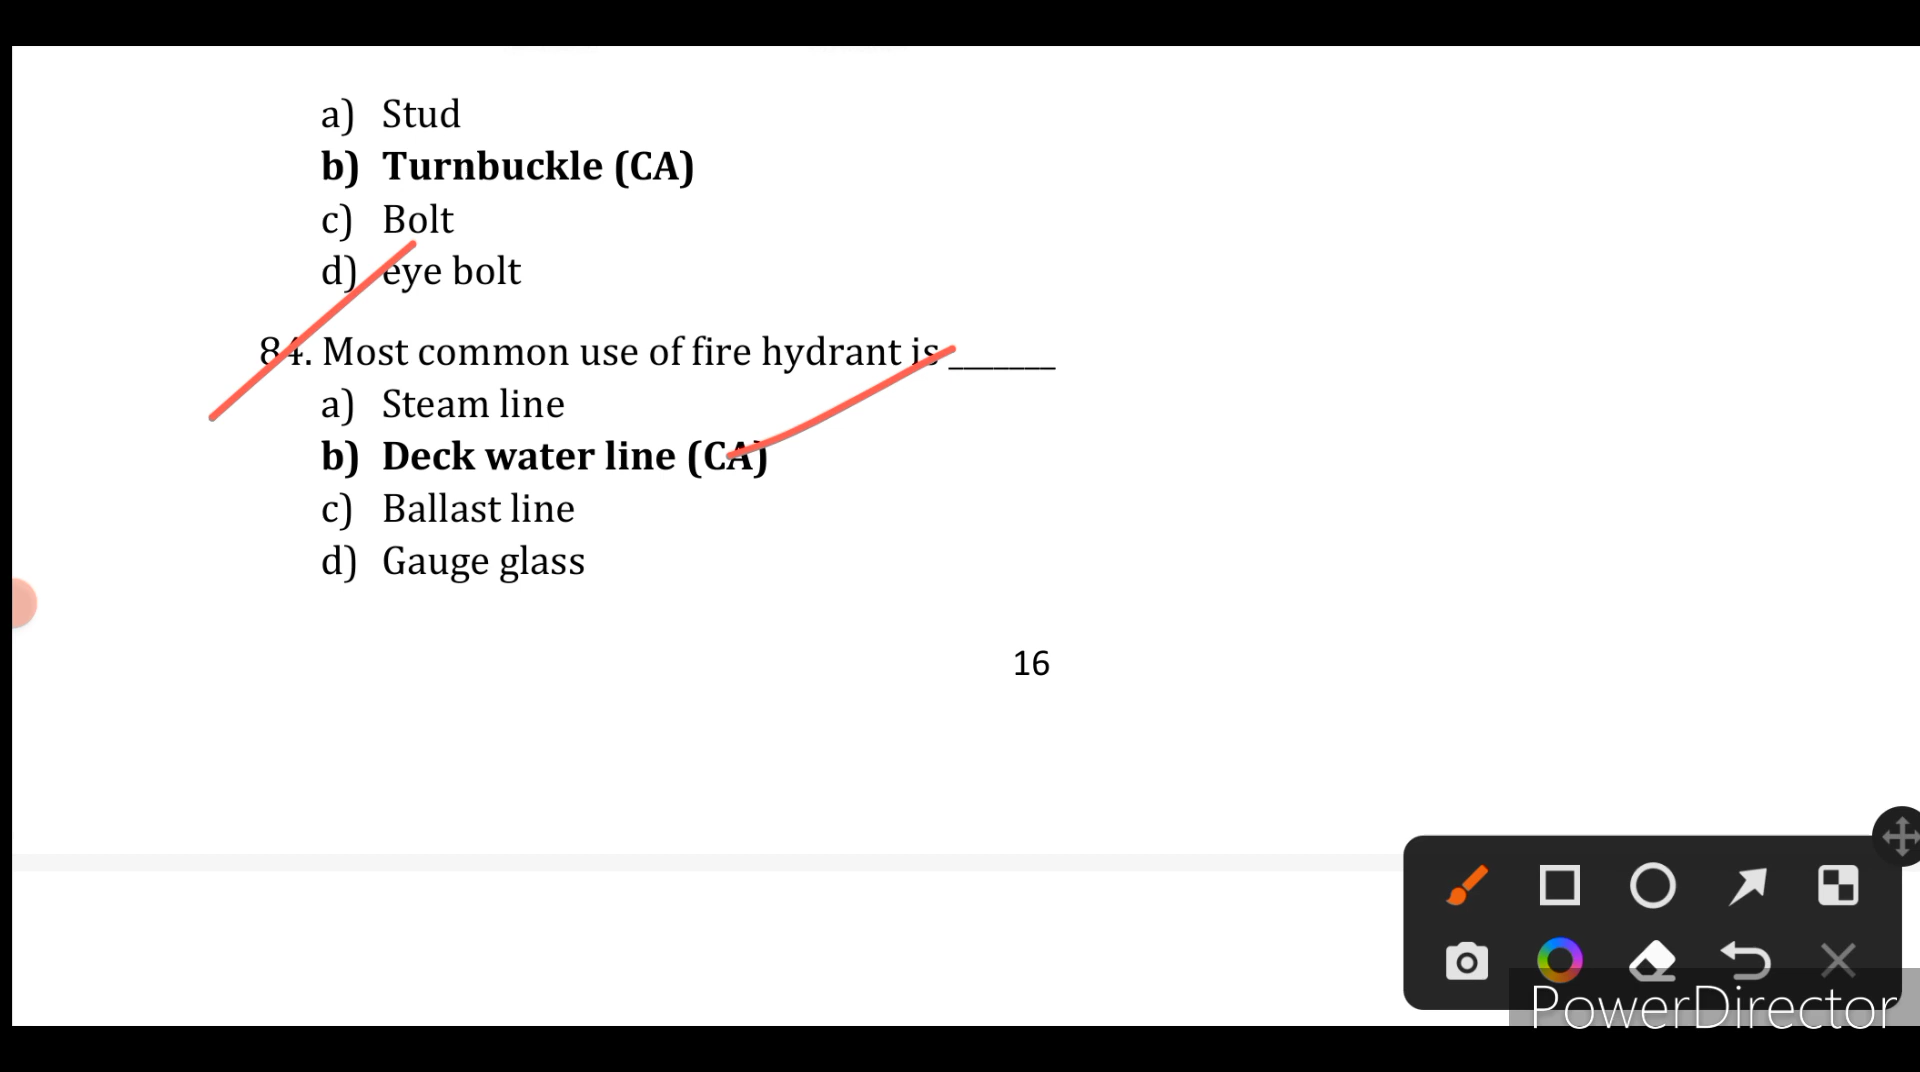 a) Stud
b) Turnbuckle (CA)
c) Bolt
d) eye bolt
84. Most common use of fire hydrant is _______
a) Steam line
b) Deck water line (CA)
c) Ballast line
d) Gauge glass
16
PowerDirector